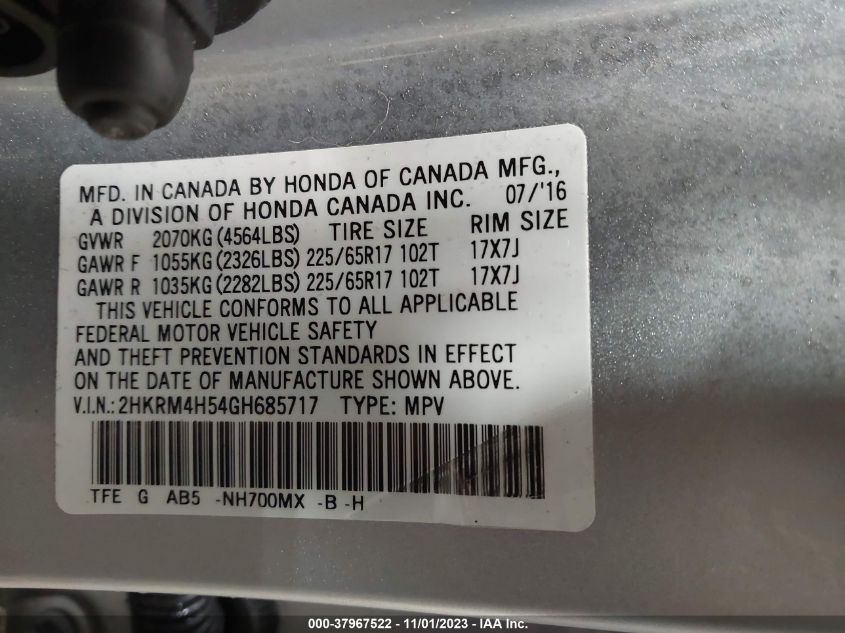 MFD. IN CANADA BY HONDA OF CANADA MFG.,
A DIVISION OF HONDA CANADA INC. 07/'16
GVWR 2070KG (4564LBS) TIRE SIZE RIM SIZE
GAWR F 1055KG (2326LBS) 225/65R17 102T 17X7J
GAWR R 1035KG (2282LBS) 225/65R17 102T 17X7J
THIS VEHICLE CONFORMS TO ALL APPLICABLE
FEDERAL MOTOR VEHICLE SAFETY
AND THEFT PREVENTION STANDARDS IN EFFECT
ON THE DATE OF MANUFACTURE SHOWN ABOVE.
V.I.N.: 2HKRM4H54GH685717 TYPE: MPV
TFE G AB5 -NH700MX -B -H
000-37967522 - 11/01/2023 - IAA Inc.